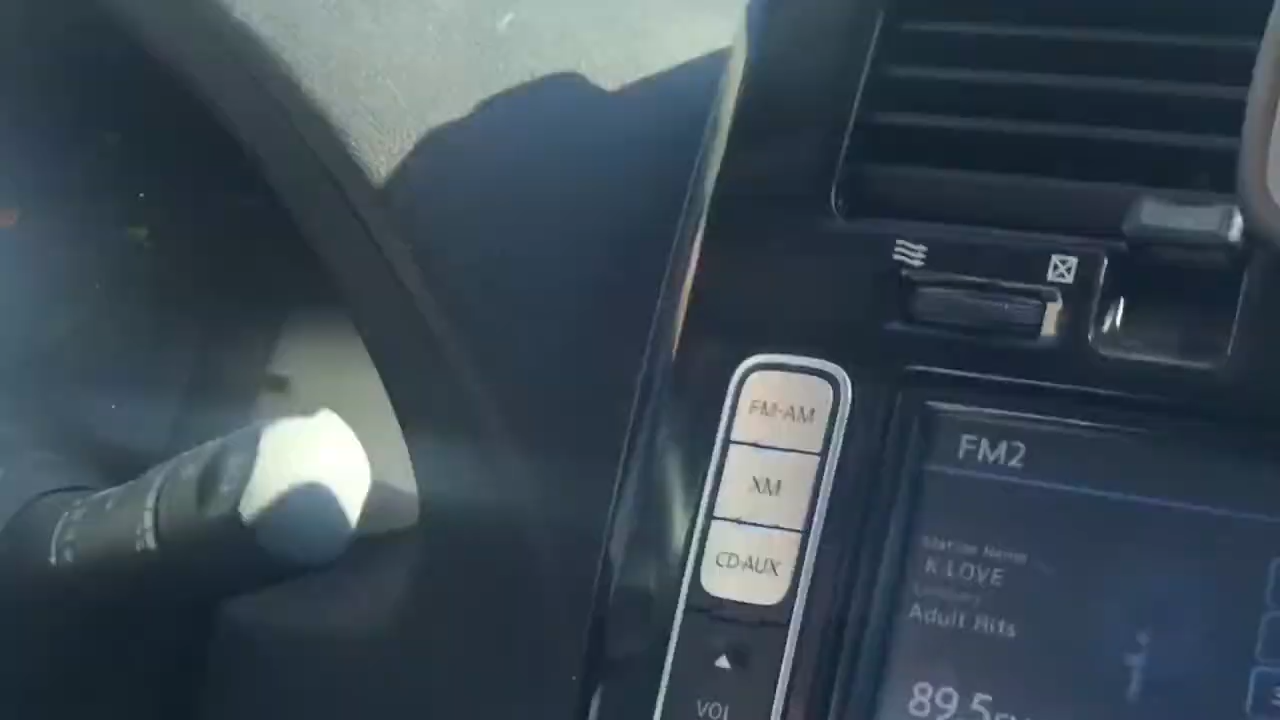 FM·AM
XM
CD·AUX
VOL
FM2
Station Name
K LOVE
Adult Hits
89.5